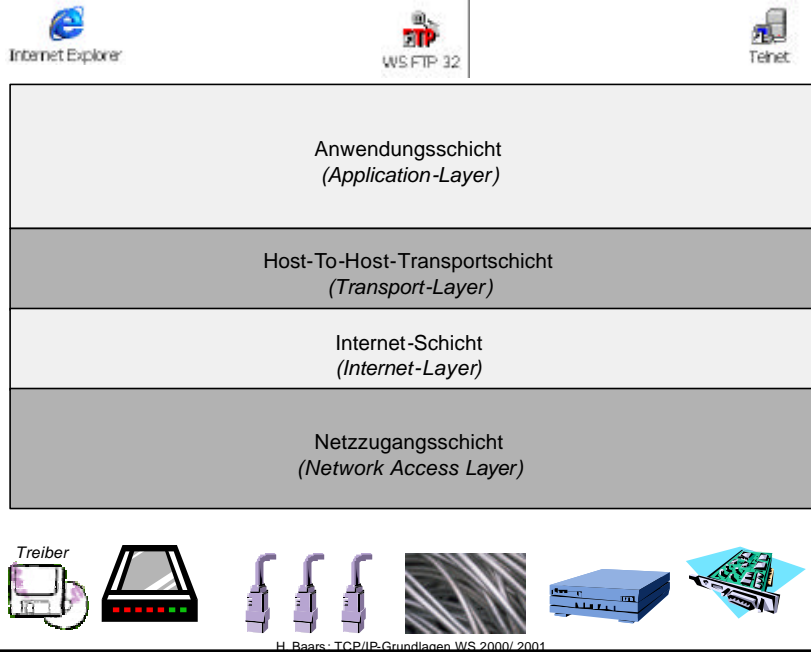 Internet Explorer
FTP
WS FTP 32
Telnet
Anwendungsschicht
(Application-Layer)
Host-To-Host-Transportschicht
(Transport-Layer)
Internet-Schicht
(Internet-Layer)
Netzzugangsschicht
(Network Access Layer)
Treiber
H. Baars: TCP/IP-Grundlagen WS 2000/ 2001